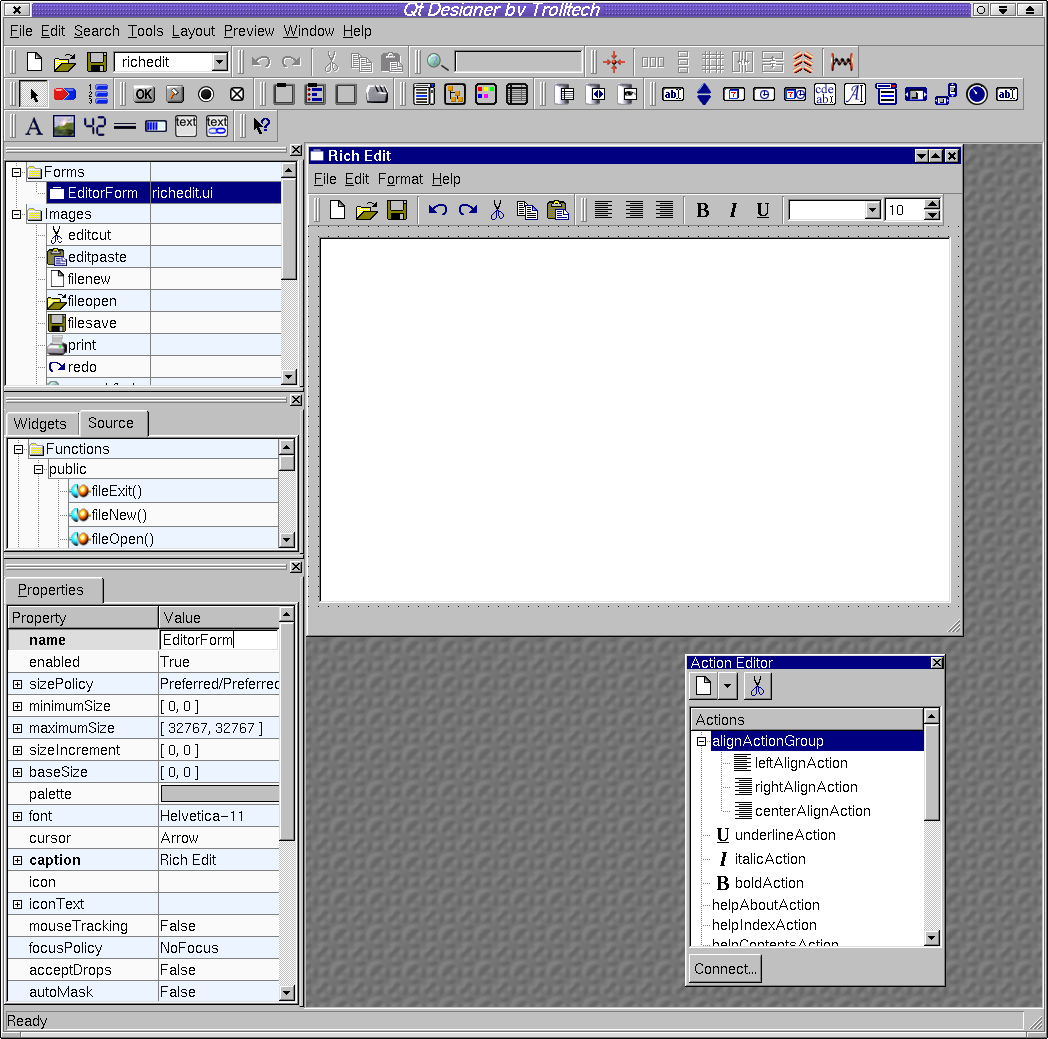 Qt Designer by Trolltech
File Edit Search Tools Layout Preview Window Help
richedit
OK
ab
cde
ab
A
ab
A 42 text text
Forms
EditorForm richedit.ui
Images
editcut
editpaste
filenew
fileopen
filesave
print
redo
Widgets Source
Functions
public
fileExit()
fileNew()
fileOpen()
Properties
Property Value
name EditorForm
enabled True
sizePolicy Preferred/Preferred
minimumSize [ 0, 0 ]
maximumSize [ 32767, 32767 ]
sizeIncrement [ 0, 0 ]
baseSize [ 0, 0 ]
palette
font Helvetica-11
cursor Arrow
caption Rich Edit
icon
iconText
mouseTracking False
focusPolicy NoFocus
acceptDrops False
autoMask False
Rich Edit
File Edit Format Help
B I U 10
Action Editor
Actions
alignActionGroup
leftAlignAction
rightAlignAction
centerAlignAction
U underlineAction
I italicAction
B boldAction
helpAboutAction
helpIndexAction
helpContentsAction
Connect...
Ready